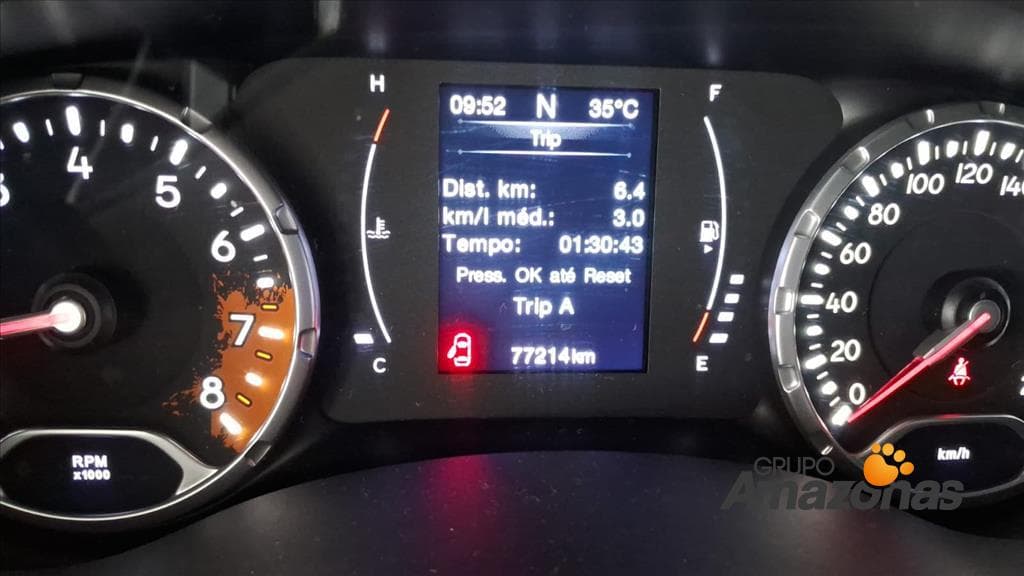 H
F
09:52 N 35°C
Trip
Dist. km: 6.4
km/l méd.: 3.0
Tempo: 01:30:43
Press. OK até Reset
Trip A
77214km
C
E
4
5
6
7
8
RPM
x1000
0
20
40
60
80
100
120
140
km/h
GRUPO
Amazonas